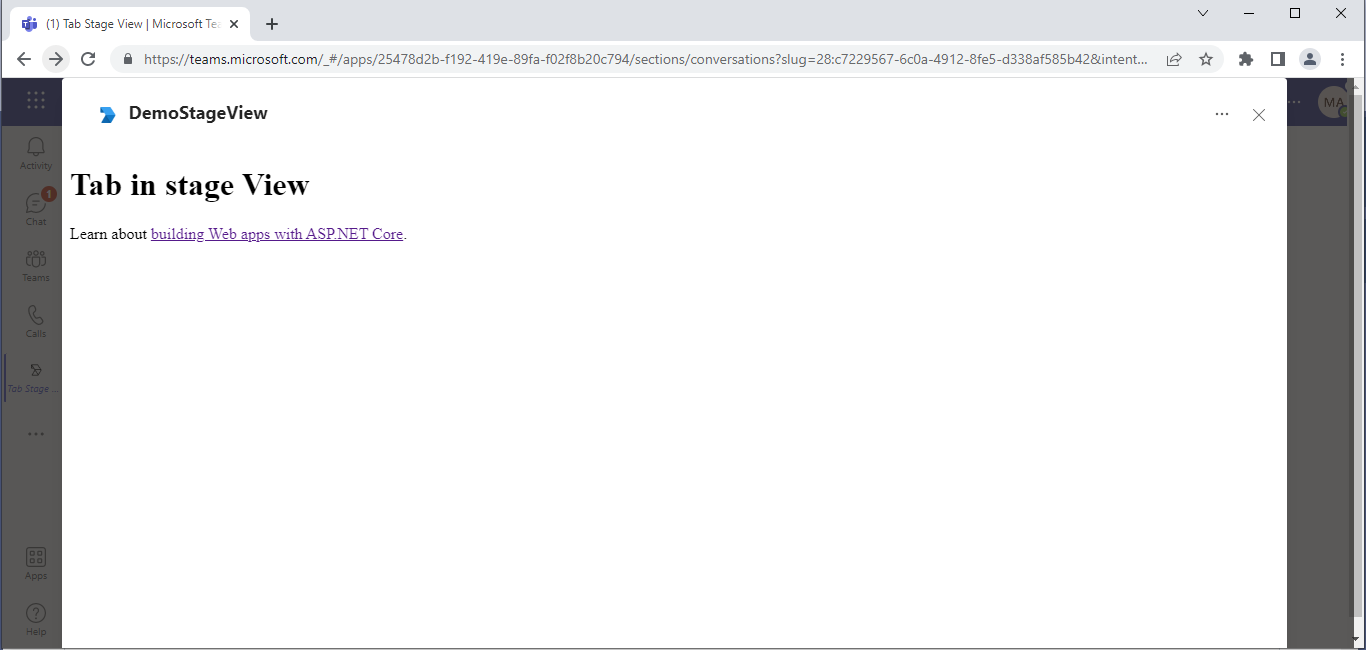 (1) Tab Stage View | Microsoft Tea
https://teams.microsoft.com/_#/apps/25478d2b-f192-419e-89fa-f02f8b20c794/sections/conversations?slug=28:c7229567-6c0a-4912-8fe5-d338af585b42&intent...
DemoStageView
MA
Activity
1
Chat
Teams
Calls
Tab Stage ...
Apps
Help
Tab in stage View
Learn about building Web apps with ASP.NET Core.